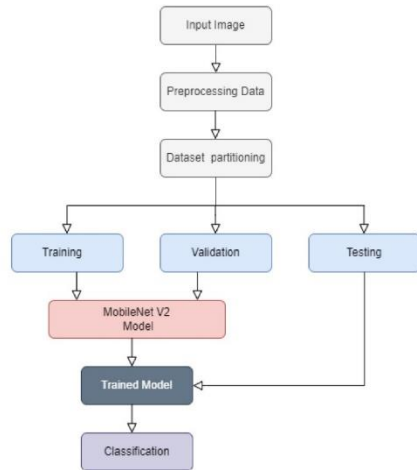 Input Image
Preprocessing Data
Dataset partitioning
Training
Validation
Testing
MobileNet V2
Model
Trained Model
Classification